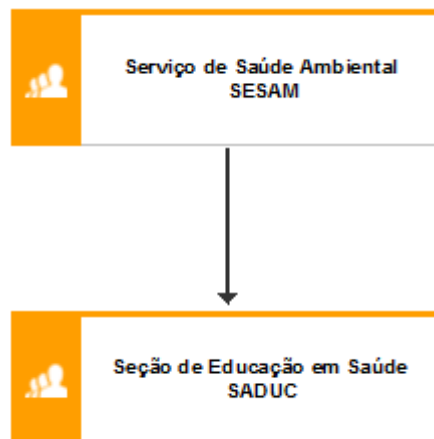 Serviço de Saúde Ambiental
SESAM
Seção de Educação em Saúde
SADUC